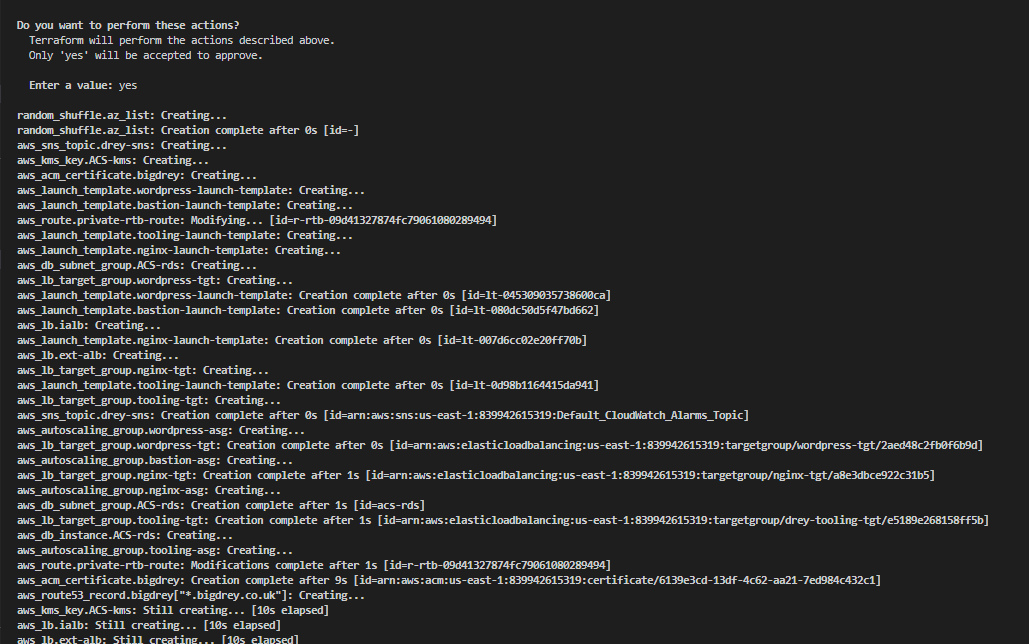 Do you want to perform these actions?
Terraform will perform the actions described above.
Only 'yes' will be accepted to approve.
Enter a value: yes
random_shuffle.az_list: Creating...
random_shuffle.az_list: Creation complete after 0s [id=-]
aws_sns_topic.drey-sns: Creating...
aws_kms_key.ACS-kms: Creating...
aws_acm_certificate.bigdrey: Creating...
aws_launch_template.wordpress-launch-template: Creating...
aws_launch_template.bastion-launch-template: Creating...
aws_route.private-rtb-route: Modifying... [id=r-rtb-09d41327874fc79061080289494]
aws_launch_template.tooling-launch-template: Creating...
aws_launch_template.nginx-launch-template: Creating...
aws_db_subnet_group.ACS-rds: Creating...
aws_lb_target_group.wordpress-tgt: Creating...
aws_launch_template.wordpress-launch-template: Creation complete after 0s [id=lt-045309035738600ca]
aws_launch_template.bastion-launch-template: Creation complete after 0s [id=lt-080dc50d5f47bd662]
aws_lb.ialb: Creating...
aws_launch_template.nginx-launch-template: Creation complete after 0s [id=lt-007d6cc02e20ff70b]
aws_lb.ext-alb: Creating...
aws_lb_target_group.nginx-tgt: Creating...
aws_launch_template.tooling-launch-template: Creation complete after 0s [id=lt-0d98b1164415da941]
aws_lb_target_group.tooling-tgt: Creating...
aws_sns_topic.drey-sns: Creation complete after 0s [id=arn:aws:sns:us-east-1:839942615319:Default_CloudWatch_Alarms_Topic]
aws_autoscaling_group.wordpress-asg: Creating...
aws_lb_target_group.wordpress-tgt: Creation complete after 0s [id=arn:aws:elasticloadbalancing:us-east-1:839942615319:targetgroup/wordpress-tgt/2aed48c2fb0f6b9d]
aws_autoscaling_group.bastion-asg: Creating...
aws_lb_target_group.nginx-tgt: Creation complete after 1s [id=arn:aws:elasticloadbalancing:us-east-1:839942615319:targetgroup/nginx-tgt/a8e3dbce922c31b5]
aws_autoscaling_group.nginx-asg: Creating...
aws_db_subnet_group.ACS-rds: Creation complete after 1s [id=acs-rds]
aws_lb_target_group.tooling-tgt: Creation complete after 1s [id=arn:aws:elasticloadbalancing:us-east-1:839942615319:targetgroup/drey-tooling-tgt/e5189e268158ff5b]
aws_db_instance.ACS-rds: Creating...
aws_autoscaling_group.tooling-asg: Creating...
aws_route.private-rtb-route: Modifications complete after 1s [id=r-rtb-09d41327874fc79061080289494]
aws_acm_certificate.bigdrey: Creation complete after 9s [id=arn:aws:acm:us-east-1:839942615319:certificate/6139e3cd-13df-4c62-aa21-7ed984c432c1]
aws_route53_record.bigdrey["*.bigdrey.co.uk"]: Creating...
aws_kms_key.ACS-kms: Still creating... [10s elapsed]
aws_lb.ialb: Still creating... [10s elapsed]
aws_lb.ext-alb: Still creating... [10s elapsed]